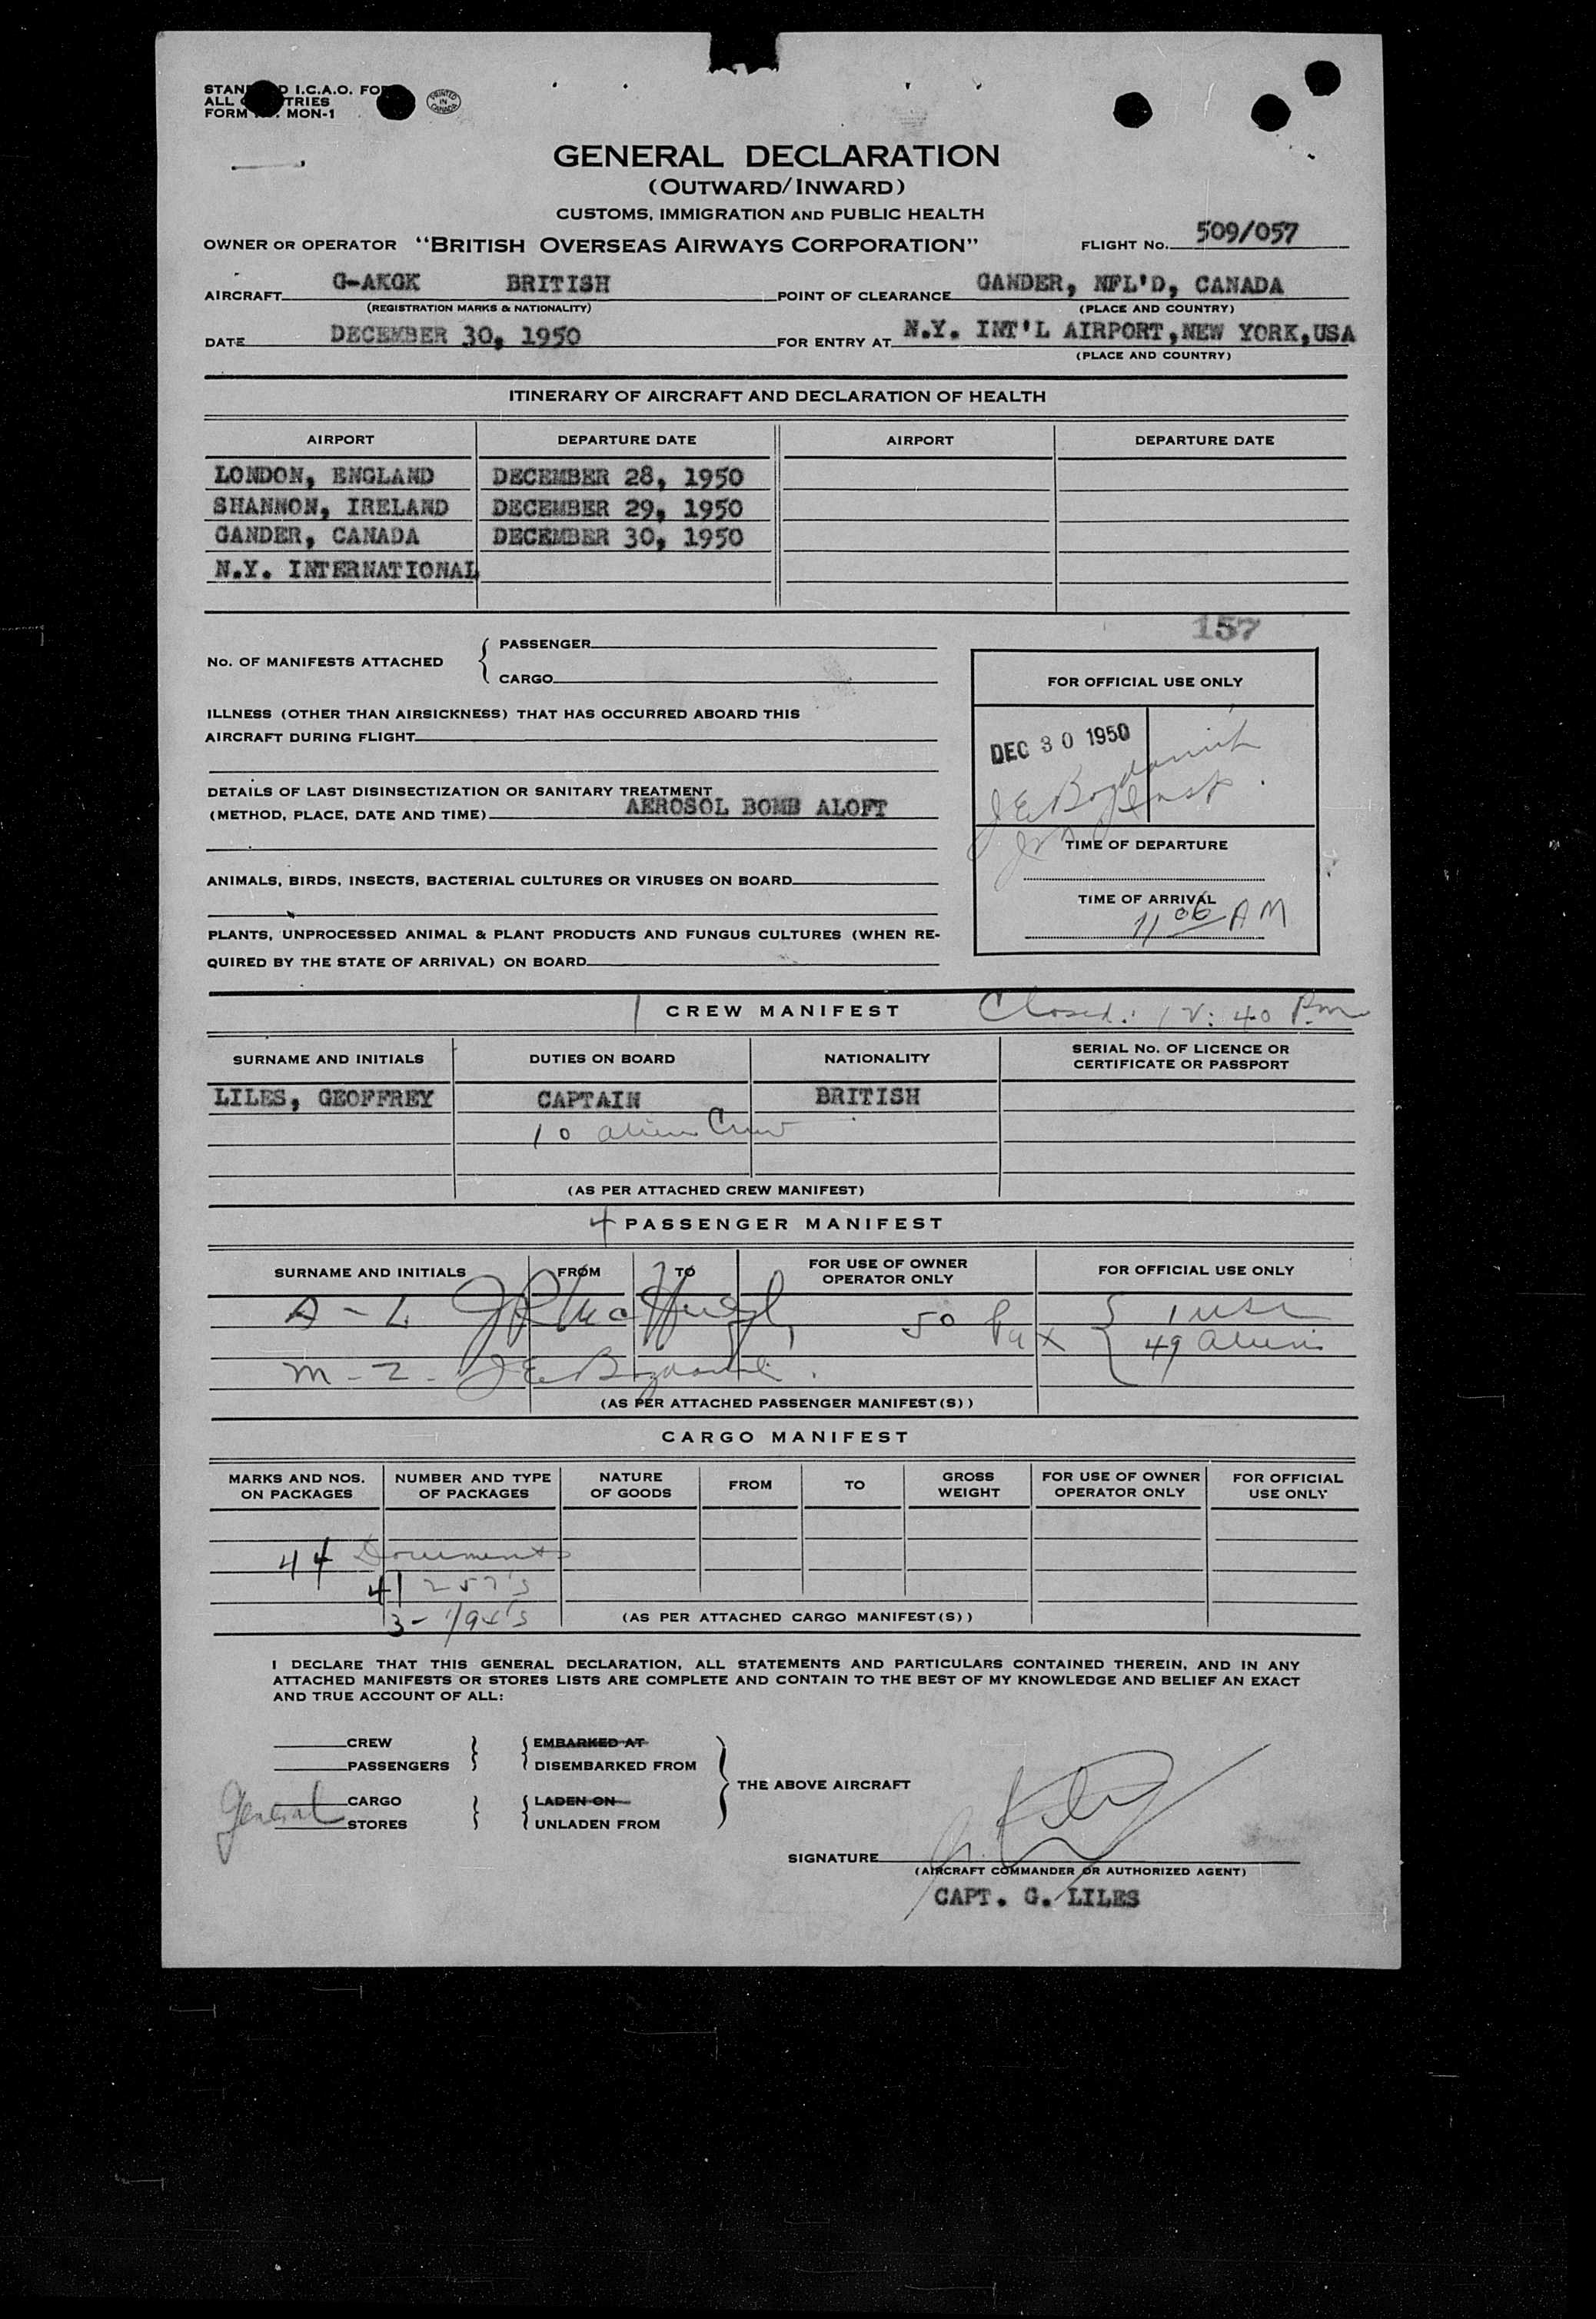 STAN D I.C.A.O. FO
ALL TRIES
FORM MON-1
PRINTED IN CANADA
GENERAL DECLARATION
(OUTWARD/INWARD)
CUSTOMS, IMMIGRATION AND PUBLIC HEALTH
OWNER OR OPERATOR "BRITISH OVERSEAS AIRWAYS CORPORATION" FLIGHT No. 509/057
AIRCRAFT G-AKGK BRITISH POINT OF CLEARANCE GANDER, NFL'D, CANADA
(REGISTRATION MARKS & NATIONALITY) (PLACE AND COUNTRY)
DATE DECEMBER 30, 1950 FOR ENTRY AT N.Y. INT'L AIRPORT, NEW YORK, USA
(PLACE AND COUNTRY)
ITINERARY OF AIRCRAFT AND DECLARATION OF HEALTH
AIRPORT DEPARTURE DATE AIRPORT DEPARTURE DATE
LONDON, ENGLAND DECEMBER 28, 1950
SHANNON, IRELAND DECEMBER 29, 1950
GANDER, CANADA DECEMBER 30, 1950
N.Y. INTERNATIONAL
157
No. OF MANIFESTS ATTACHED { PASSENGER
CARGO
FOR OFFICIAL USE ONLY
ILLNESS (OTHER THAN AIRSICKNESS) THAT HAS OCCURRED ABOARD THIS
AIRCRAFT DURING FLIGHT
DEC 30 1950
J E Bogdanich
DETAILS OF LAST DISINSECTIZATION OR SANITARY TREATMENT
(METHOD, PLACE, DATE AND TIME) AEROSOL BOMB ALOFT
TIME OF DEPARTURE
ANIMALS, BIRDS, INSECTS, BACTERIAL CULTURES OR VIRUSES ON BOARD
TIME OF ARRIVAL
11 06 AM
PLANTS, UNPROCESSED ANIMAL & PLANT PRODUCTS AND FUNGUS CULTURES (WHEN RE-
QUIRED BY THE STATE OF ARRIVAL) ON BOARD
1 CREW MANIFEST Closed: 12:40 Pm
SURNAME AND INITIALS DUTIES ON BOARD NATIONALITY SERIAL No. OF LICENCE OR
CERTIFICATE OR PASSPORT
LILES, GEOFFREY CAPTAIN BRITISH
10 alien Crew
(AS PER ATTACHED CREW MANIFEST)
4 PASSENGER MANIFEST
SURNAME AND INITIALS FROM TO FOR USE OF OWNER
OPERATOR ONLY FOR OFFICIAL USE ONLY
A - L JP McHugh 50 Pax { 1 USC
49 aliens
M - Z - J E Bogdanich
(AS PER ATTACHED PASSENGER MANIFEST(S))
CARGO MANIFEST
MARKS AND NOS.
ON PACKAGES NUMBER AND TYPE
OF PACKAGES NATURE
OF GOODS FROM TO GROSS
WEIGHT FOR USE OF OWNER
OPERATOR ONLY FOR OFFICIAL
USE ONLY
44 Documents
41 257's
3 -
(AS PER ATTACHED CARGO MANIFEST(S))
I DECLARE THAT THIS GENERAL DECLARATION, ALL STATEMENTS AND PARTICULARS CONTAINED THEREIN, AND IN ANY
ATTACHED MANIFESTS OR STORES LISTS ARE COMPLETE AND CONTAIN TO THE BEST OF MY KNOWLEDGE AND BELIEF AN EXACT
AND TRUE ACCOUNT OF ALL:
CREW EMBARKED AT
PASSENGERS DISEMBARKED FROM
THE ABOVE AIRCRAFT
General CARGO LADEN ON
STORES UNLADEN FROM
SIGNATURE
(AIRCRAFT COMMANDER OR AUTHORIZED AGENT)
CAPT. G. LILES